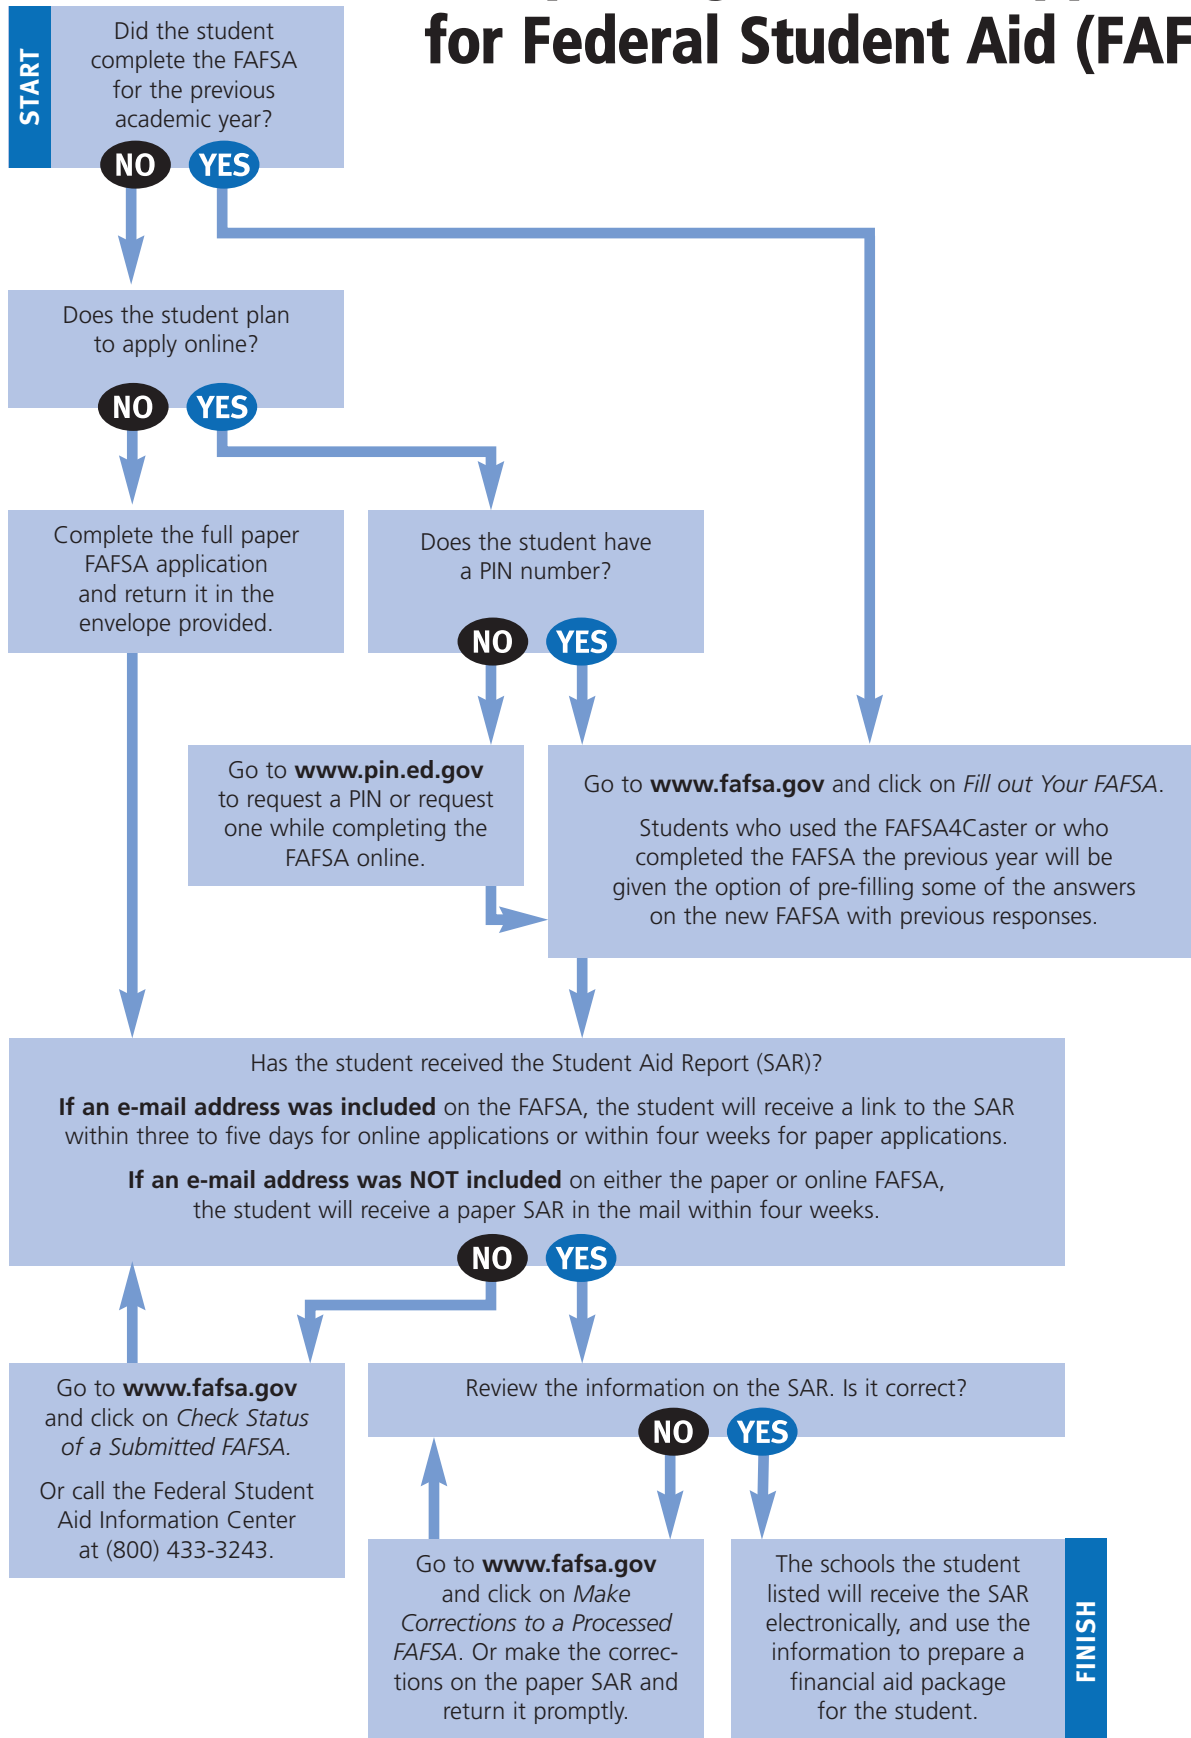 for Federal Student Aid (FAF
START
Did the student
complete the FAFSA
for the previous
academic year?
NO
YES
Does the student plan
to apply online?
NO
YES
Complete the full paper
FAFSA application
and return it in the
envelope provided.
Does the student have
a PIN number?
NO
YES
Go to www.pin.ed.gov
to request a PIN or request
one while completing the
FAFSA online.
Go to www.fafsa.gov and click on Fill out Your FAFSA.
Students who used the FAFSA4Caster or who
completed the FAFSA the previous year will be
given the option of pre-filling some of the answers
on the new FAFSA with previous responses.
Has the student received the Student Aid Report (SAR)?
If an e-mail address was included on the FAFSA, the student will receive a link to the SAR
within three to five days for online applications or within four weeks for paper applications.
If an e-mail address was NOT included on either the paper or online FAFSA,
the student will receive a paper SAR in the mail within four weeks.
NO
YES
Go to www.fafsa.gov
and click on Check Status
of a Submitted FAFSA.
Or call the Federal Student
Aid Information Center
at (800) 433-3243.
Review the information on the SAR. Is it correct?
NO
YES
Go to www.fafsa.gov
and click on Make
Corrections to a Processed
FAFSA. Or make the correc-
tions on the paper SAR and
return it promptly.
The schools the student
listed will receive the SAR
electronically, and use the
information to prepare a
financial aid package
for the student.
FINISH